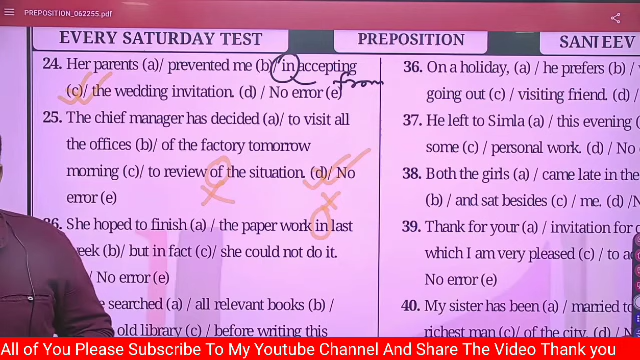 PREPOSITION_062255.pdf
EVERY SATURDAY TEST
PREPOSITION
SANJEEV
24. Her parents (a)/ prevented me (b)/ in accepting
from
(c)/ the wedding invitation. (d) / No error (e)
25. The chief manager has decided (a)/ to visit all
the offices (b)/ of the factory tomorrow
morning (c)/ to review of the situation. (d)/ No
error (e)
She hoped to finish (a) / the paper work in last
week (b)/ but in fact (c)/ she could not do it.
/ No error (e)
searched (a) / all relevant books (b) /
old library (c) / before writing this
36. On a holiday, (a) / he prefers (b) /
going out (c) / visiting friend. (d) /
37. He left to Simla (a) / this evening (
some (c) / personal work. (d) / No
38. Both the girls (a) / came late in the
(b) / and sat besides (c) / me. (d) /N
39. Thank for your (a) / invitation for
which I am very pleased (c) / to a
No error (e)
40. My sister has been (a) / married to
richest man (c) / of the city. (d) /
All of You Please Subscribe To My Youtube Channel And Share The Video Thank you